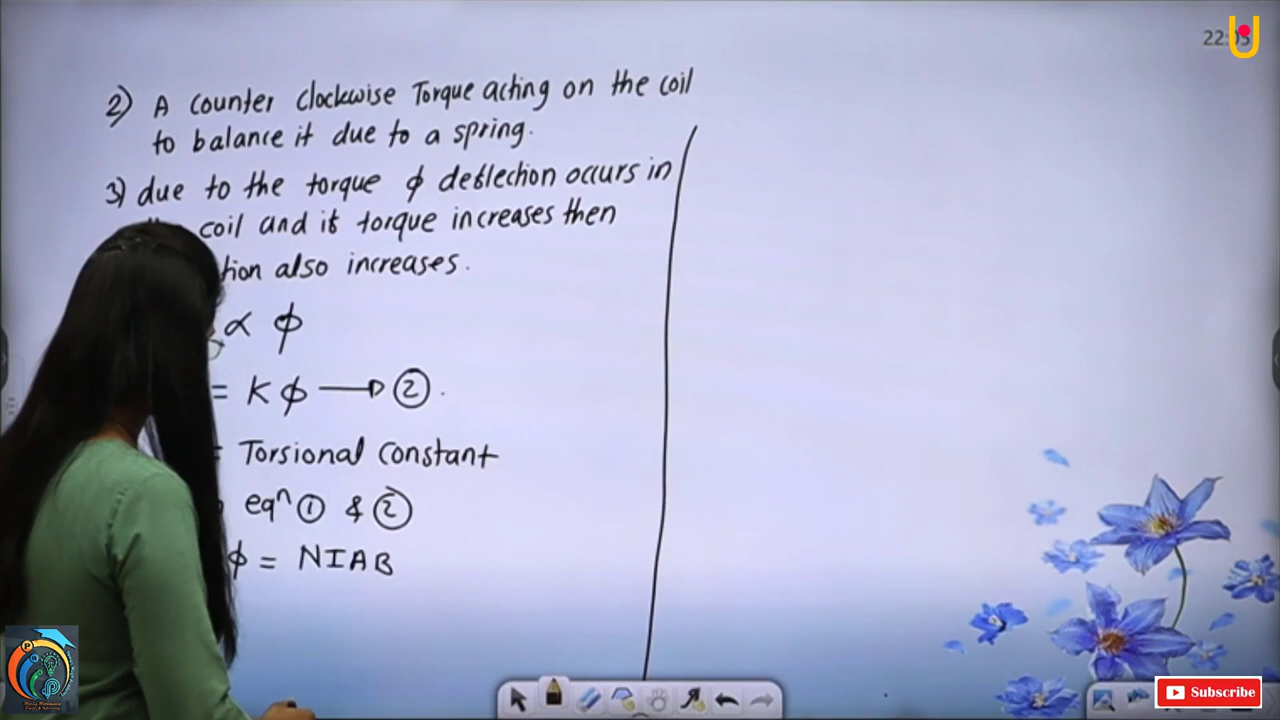 22:05
2) A counter clockwise Torque acting on the coil
to balance it due to a spring.
3) due to the torque ϕ deflection occurs in
coil and if torque increases then
tion also increases.
∝ ϕ
= K ϕ → ②.
= Torsional constant
eqⁿ ① & ②
ϕ = NIAB
Subscribe